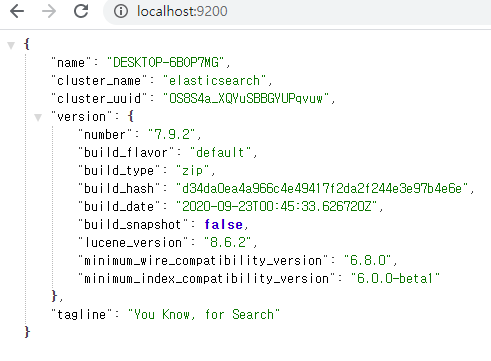 localhost:9200
{
"name": "DESKTOP-6B0P7MG",
"cluster_name": "elasticsearch",
"cluster_uuid": "OS8S4a_XQYuSBBGYUPqvuw",
"version": {
"number": "7.9.2",
"build_flavor": "default",
"build_type": "zip",
"build_hash": "d34da0ea4a966c4e49417f2da2f244e3e97b4e6e",
"build_date": "2020-09-23T00:45:33.626720Z",
"build_snapshot": false,
"lucene_version": "8.6.2",
"minimum_wire_compatibility_version": "6.8.0",
"minimum_index_compatibility_version": "6.0.0-beta1"
},
"tagline": "You Know, for Search"
}